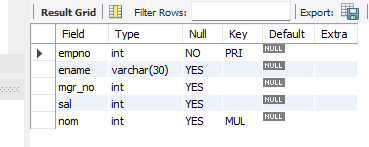 Result Grid Filter Rows: Export:
Field Type Null Key Default Extra
empno int NO PRI NULL
ename varchar(30) YES NULL
mgr_no int YES NULL
sal int YES NULL
nom int YES MUL NULL